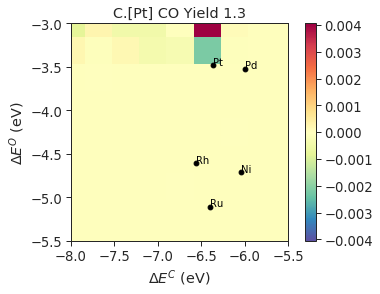 C.[Pt] CO Yield 1.3
−3.0
−3.5
−4.0
−4.5
−5.0
−5.5
ΔE^O (eV)
Pt
Pd
Rh
Ni
Ru
−8.0 −7.5 −7.0 −6.5 −6.0 −5.5
ΔE^C (eV)
0.004
0.003
0.002
0.001
0.000
−0.001
−0.002
−0.003
−0.004